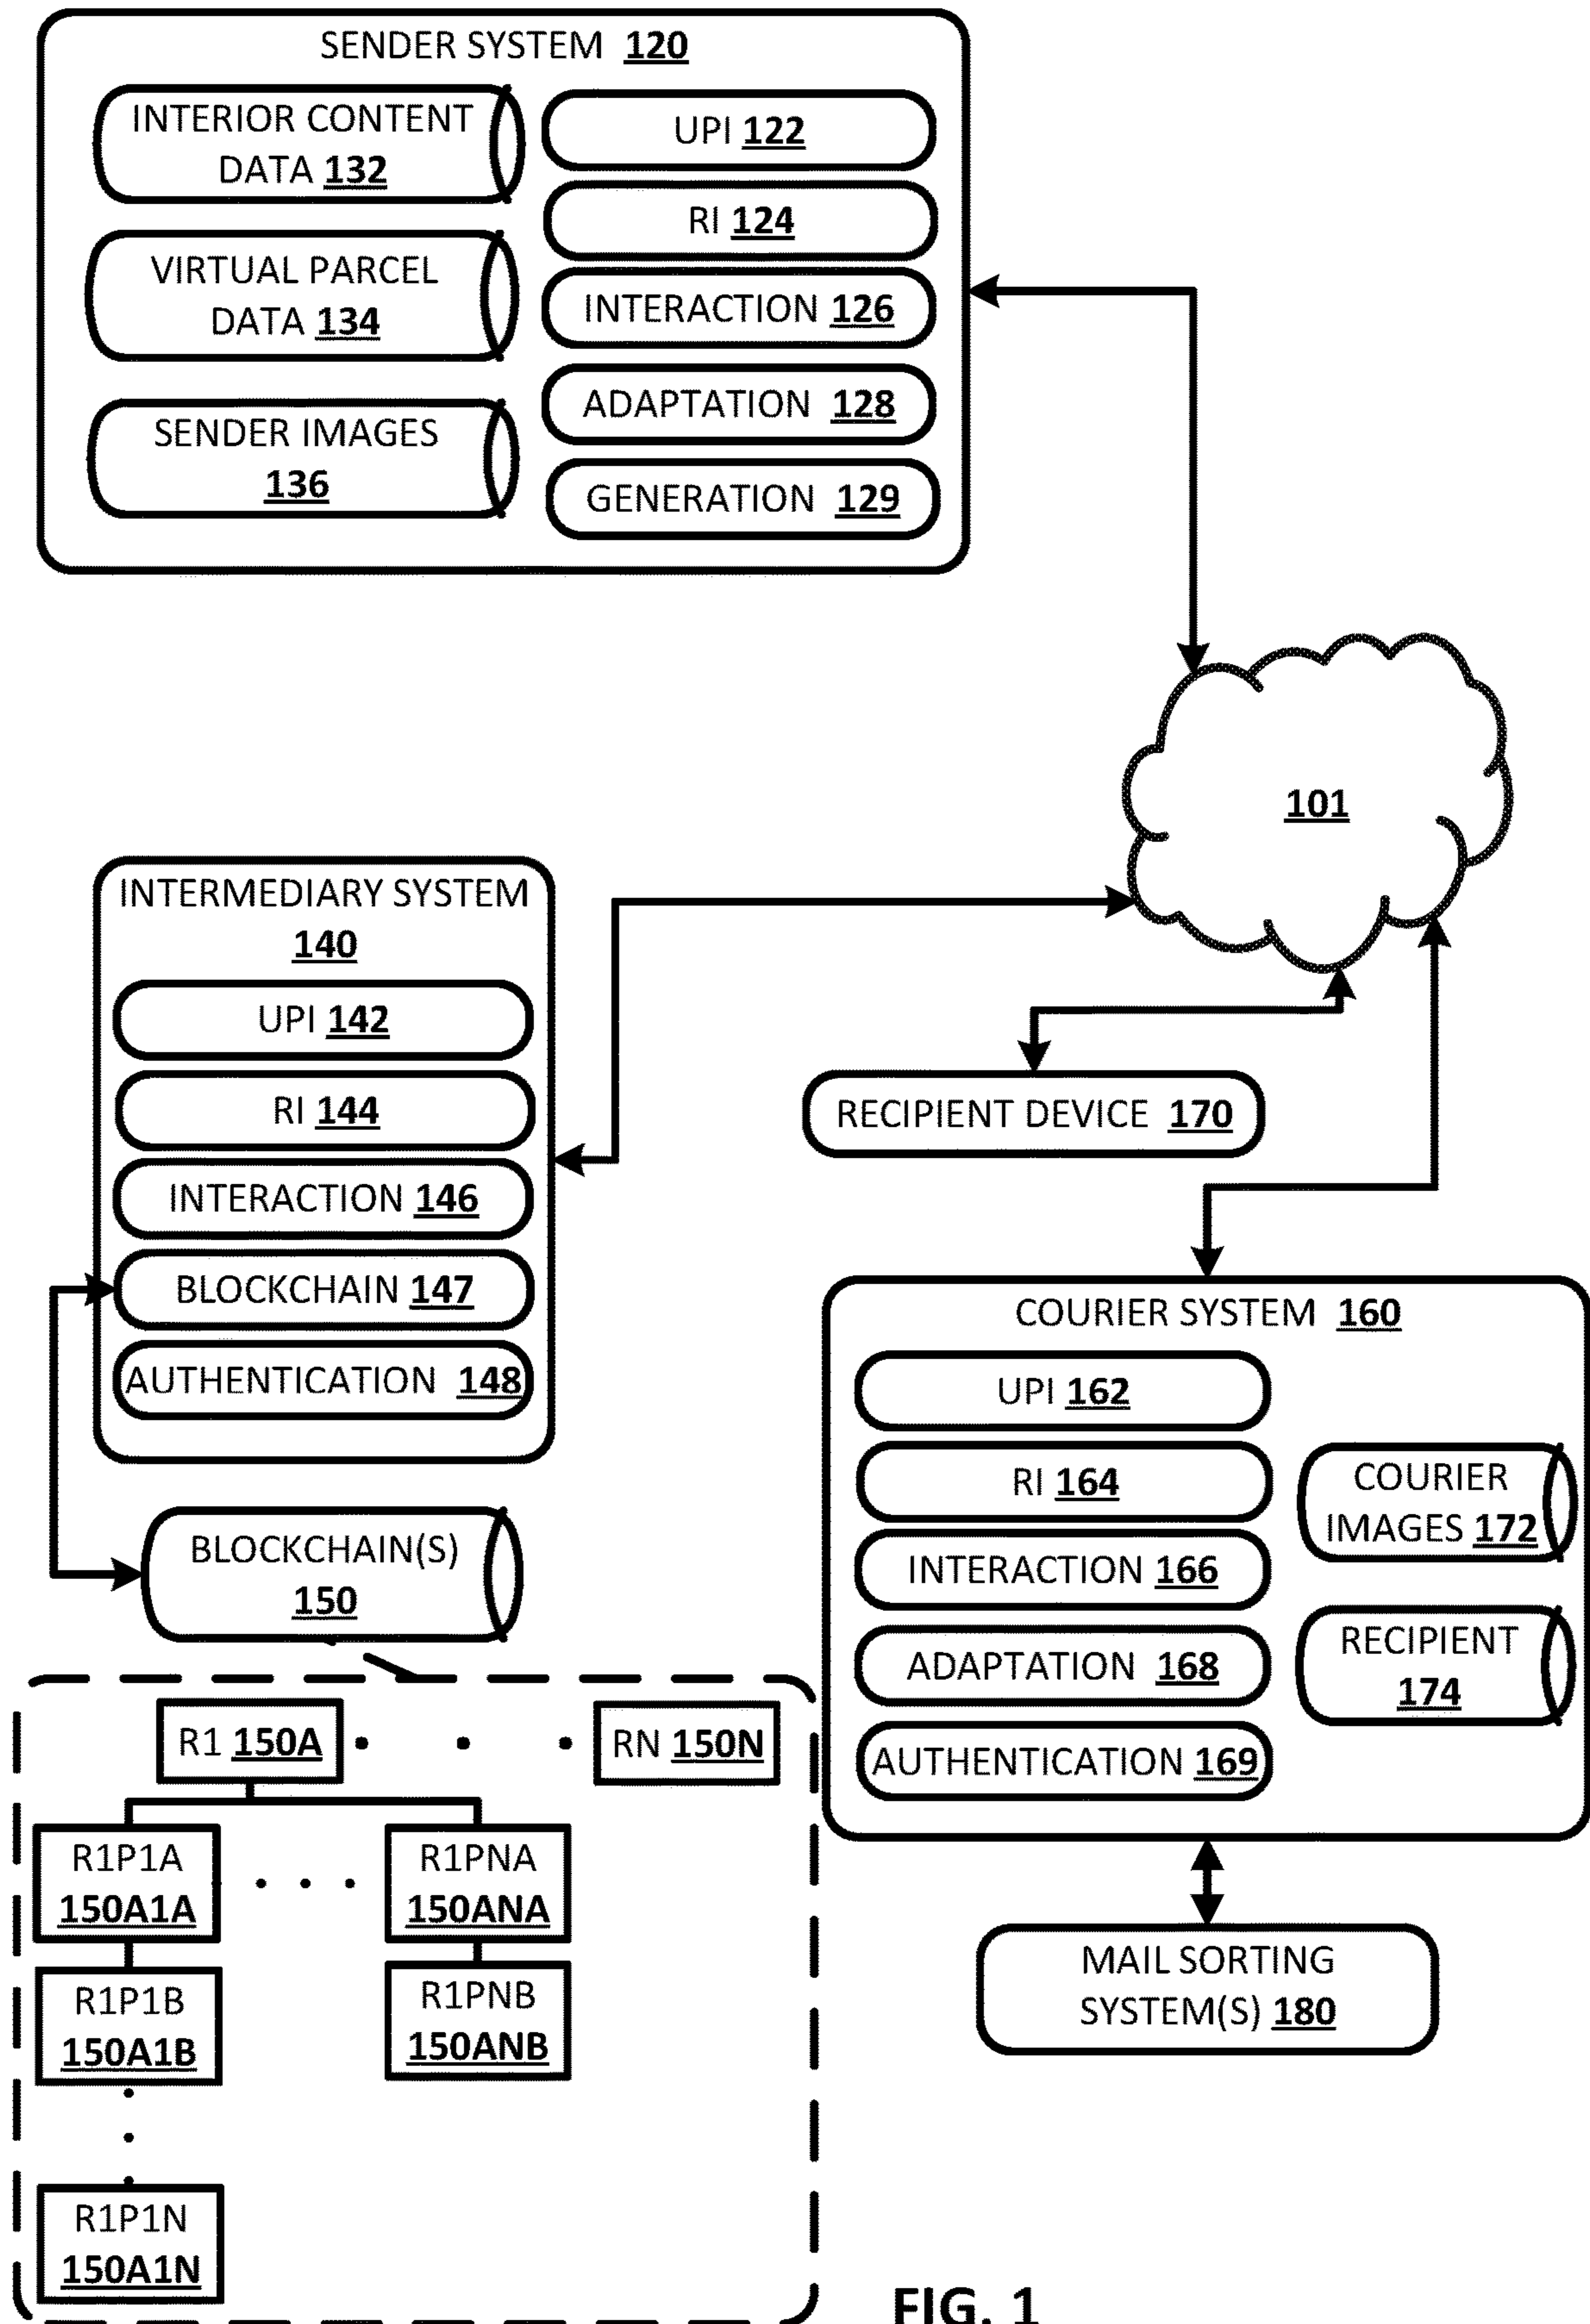 SENDER SYSTEM 120
INTERIOR CONTENT
DATA 132
VIRTUAL PARCEL
DATA 134
SENDER IMAGES
136
UPI 122
RI 124
INTERACTION 126
ADAPTATION 128
GENERATION 129
101
INTERMEDIARY SYSTEM
140
UPI 142
RI 144
INTERACTION 146
BLOCKCHAIN 147
AUTHENTICATION 148
RECIPIENT DEVICE 170
COURIER SYSTEM 160
UPI 162
RI 164
INTERACTION 166
ADAPTATION 168
AUTHENTICATION 169
COURIER
IMAGES 172
RECIPIENT
174
BLOCKCHAIN(S)
150
R1 150A
RN 150N
R1P1A
150A1A
R1PNA
150ANA
R1P1B
150A1B
R1PNB
150ANB
R1P1N
150A1N
MAIL SORTING
SYSTEM(S) 180
FIG. 1